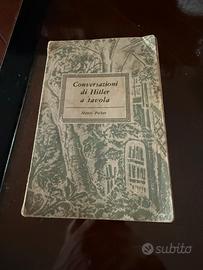 Conversazioni
di Hitler
a tavola
Henry Picker
subito